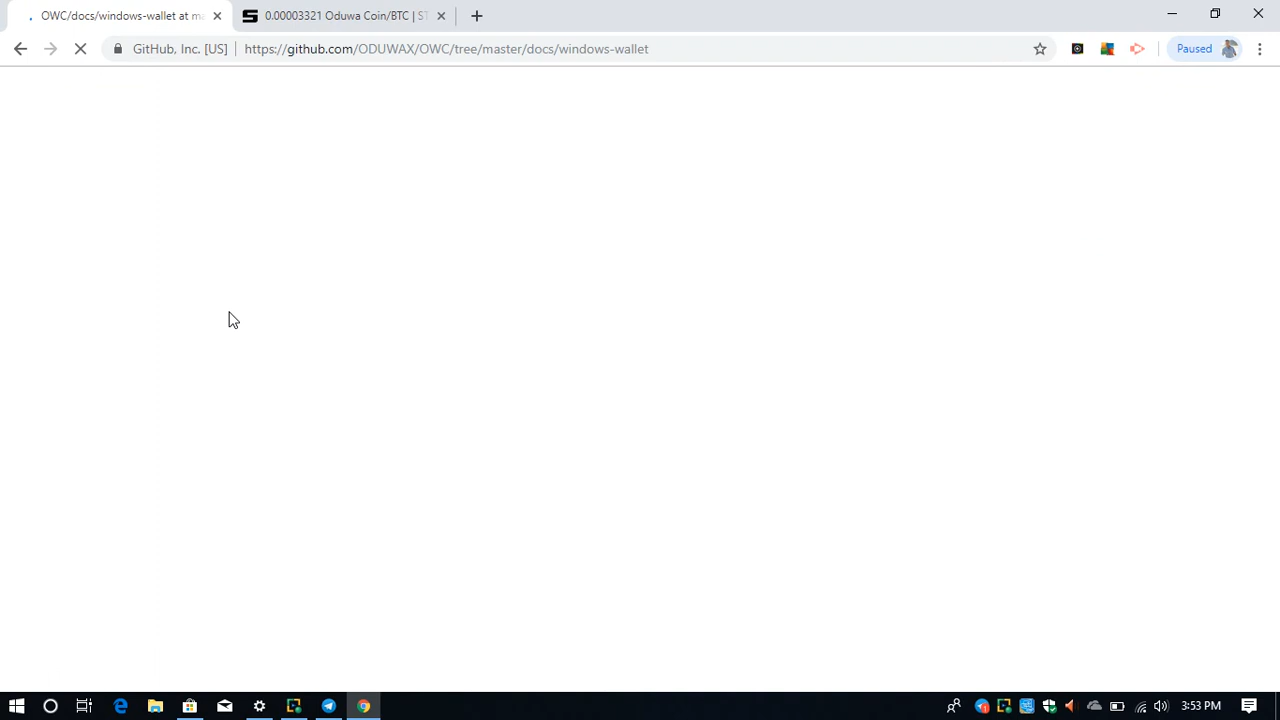 OWC/docs/windows-wallet at ma
0.00003321 Oduwa Coin/BTC | ST
GitHub, Inc. [US]
https://github.com/ODUWAX/OWC/tree/master/docs/windows-wallet
Paused
3:53 PM